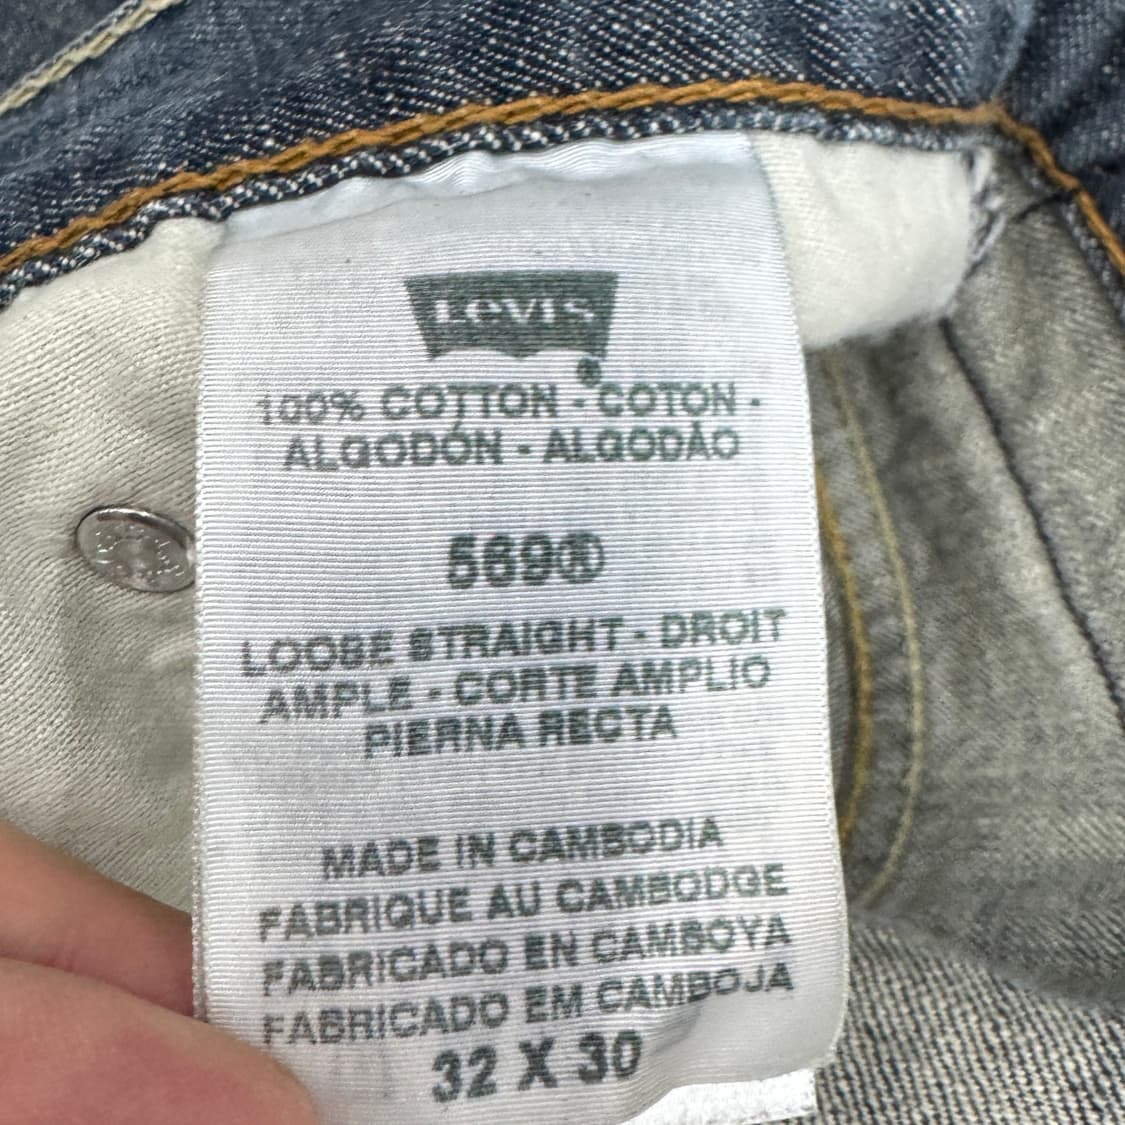 LEVI'S
®
100% COTTON - COTON -
ALGODÓN - ALGODÃO
569®
LOOSE STRAIGHT - DROIT
AMPLE - CORTE AMPLIO
PIERNA RECTA
MADE IN CAMBODIA
FABRIQUE AU CAMBODGE
FABRICADO EN CAMBOYA
FABRICADO EM CAMBOJA
32 X 30